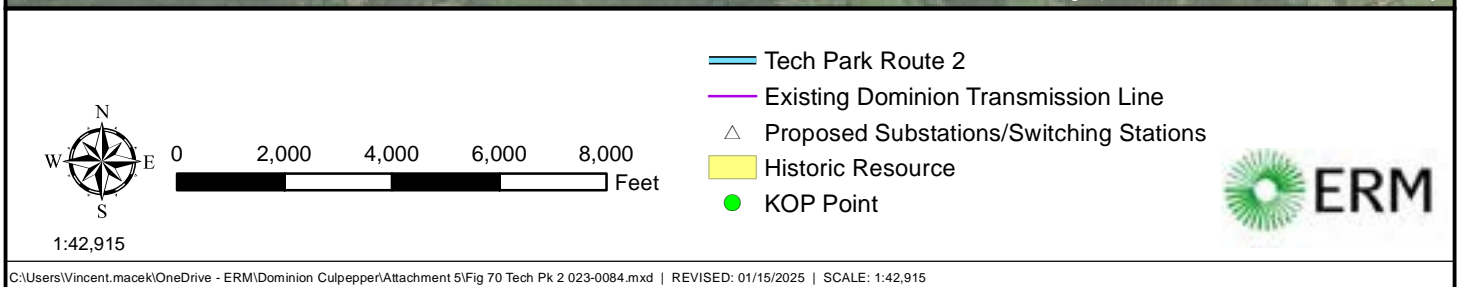 Tech Park Route 2
Existing Dominion Transmission Line
Proposed Substations/Switching Stations
Historic Resource
KOP Point
N
W E
S
0 2,000 4,000 6,000 8,000
Feet
1:42,915
ERM
C:\Users\Vincent.macek\OneDrive - ERM\Dominion Culpepper\Attachment 5\Fig 70 Tech Pk 2 023-0084.mxd | REVISED: 01/15/2025 | SCALE: 1:42,915